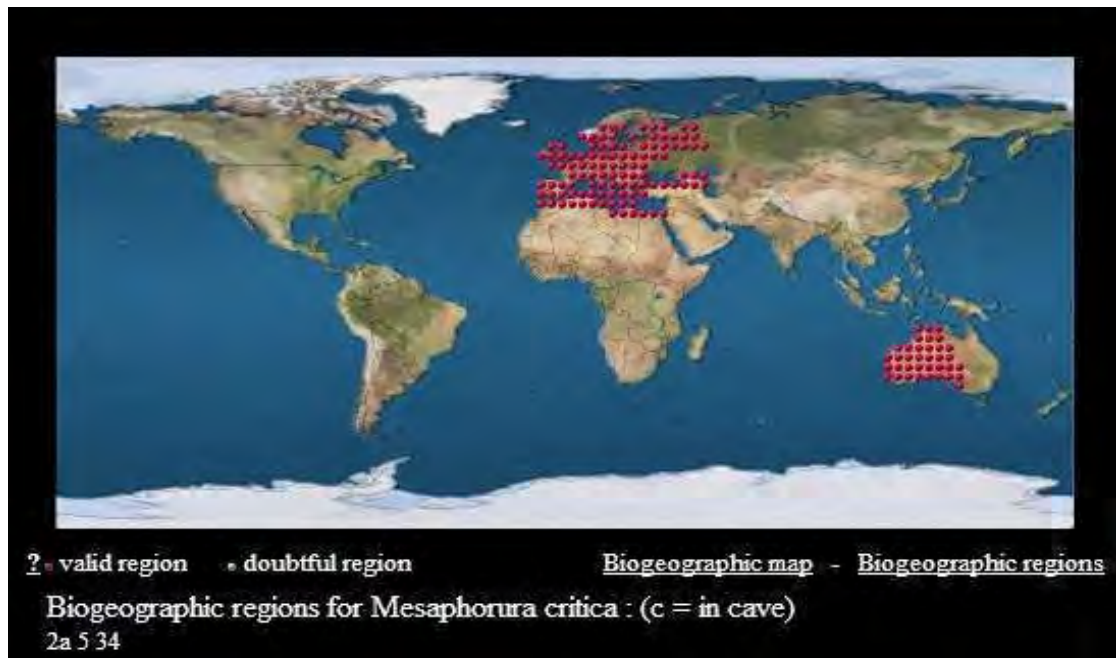 ? valid region doubtful region Biogeographic map - Biogeographic regions
Biogeographic regions for Mesaphorura critica : (c = in cave)
2a 5 34